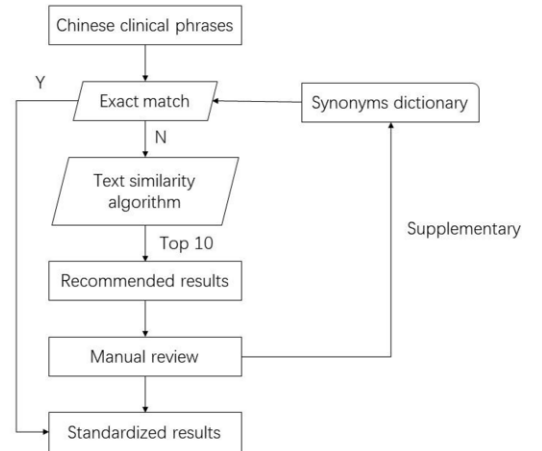 Chinese clinical phrases
Y
Exact match
Synonyms dictionary
N
Text similarity
algorithm
Top 10
Supplementary
Recommended results
Manual review
Standardized results